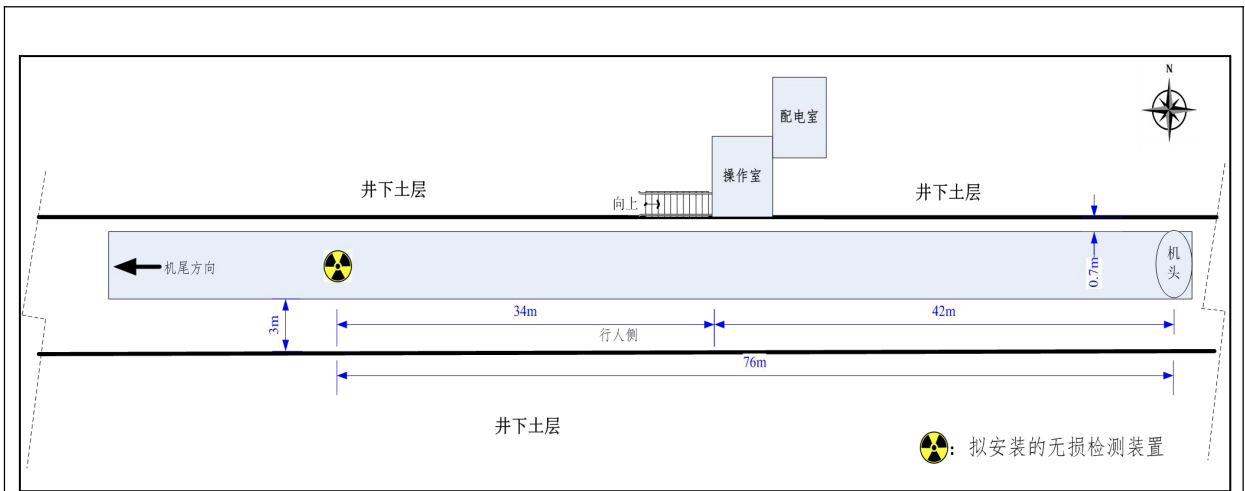 N
配电室
操作室
井下土层
井下土层
向上
机尾方向
机
头
0.7m
3m
34m
42m
行人侧
76m
井下土层
：拟安装的无损检测装置